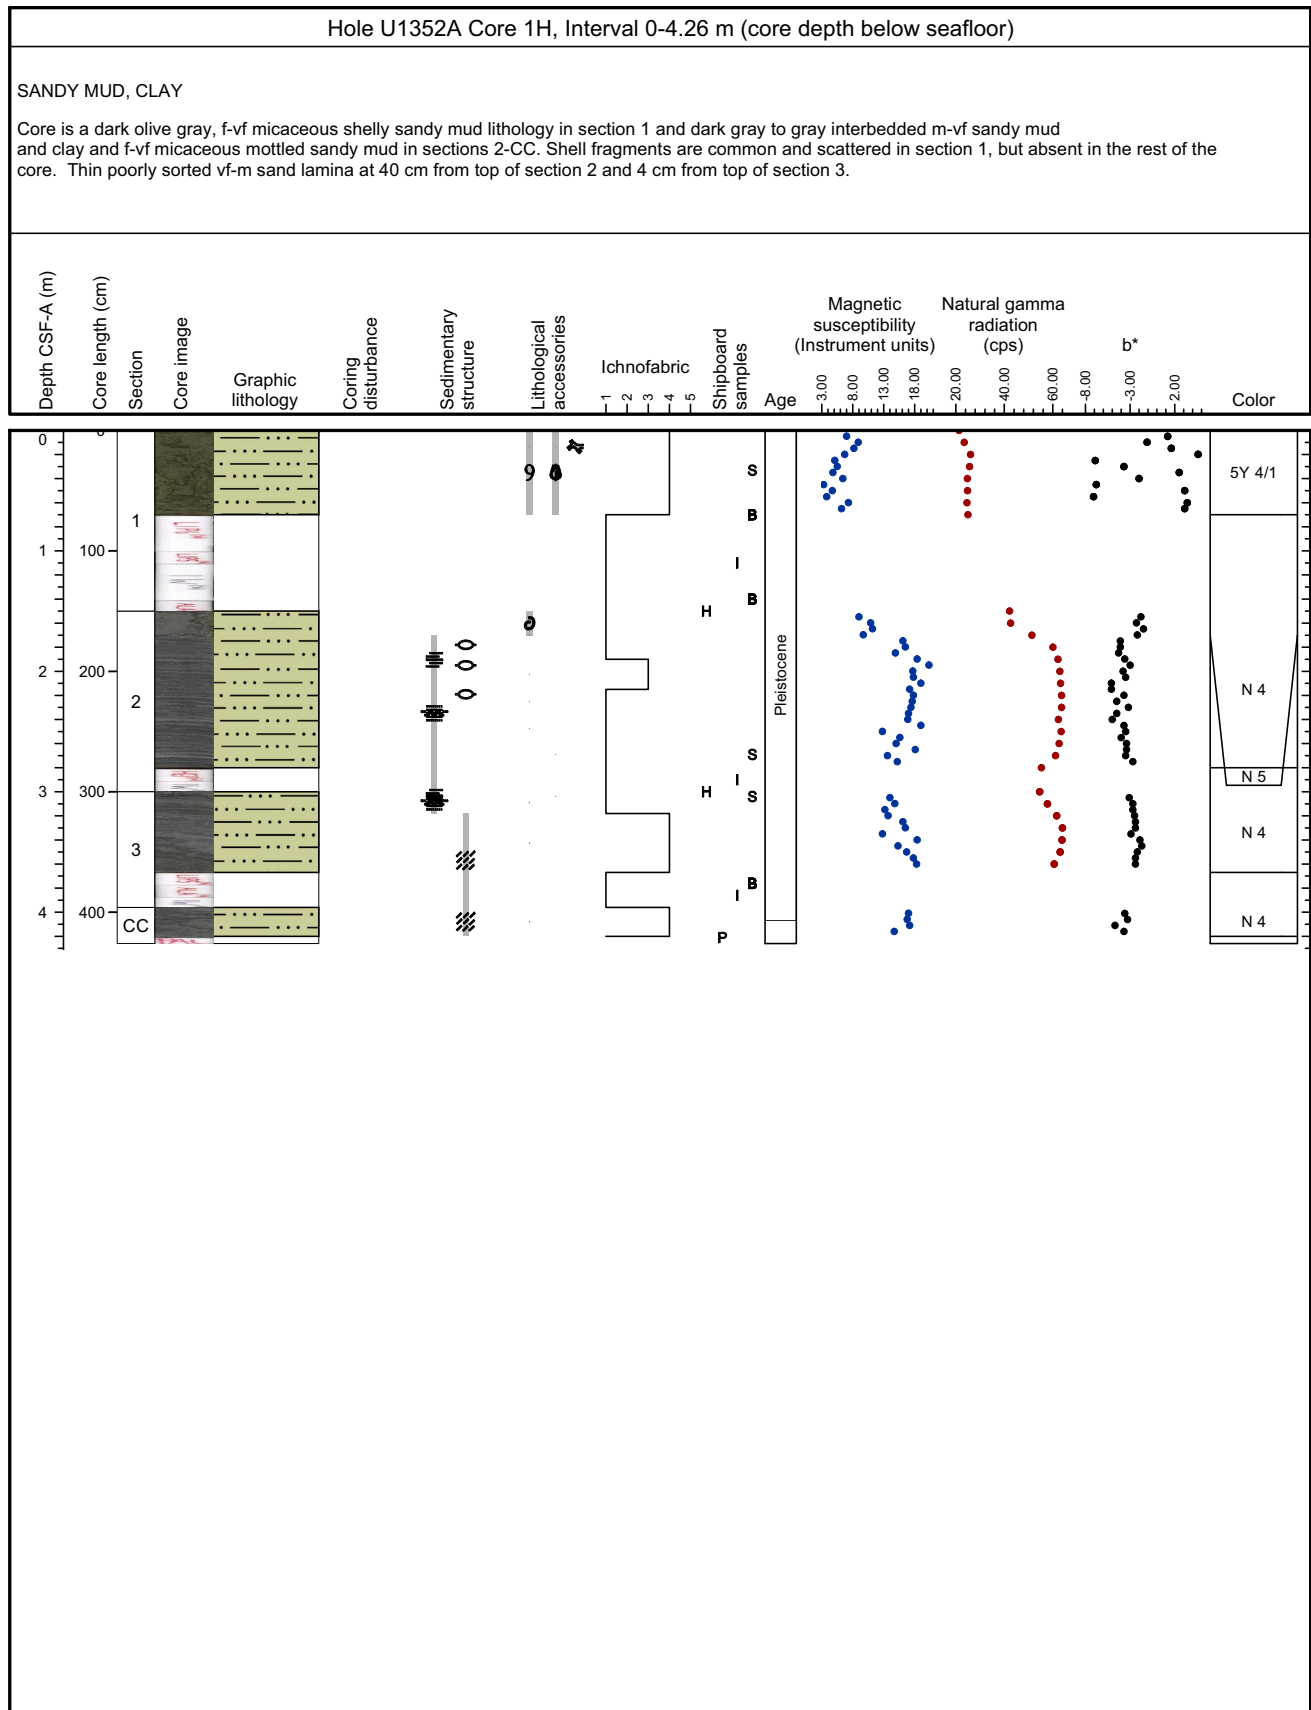 Hole U1352A Core 1H, Interval 0-4.26 m (core depth below seafloor)
SANDY MUD, CLAY
Core is a dark olive gray, f-vf micaceous shelly sandy mud lithology in section 1 and dark gray to gray interbedded m-vf sandy mud
and clay and f-vf micaceous mottled sandy mud in sections 2-CC. Shell fragments are common and scattered in section 1, but absent in the rest of the
core. Thin poorly sorted vf-m sand lamina at 40 cm from top of section 2 and 4 cm from top of section 3.
Depth CSF-A (m)
Core length (cm)
Section
Core image
Graphic
lithology
Coring
disturbance
Sedimentary
structure
Lithological
accessories
Ichnofabric
1 2 3 4 5
Shipboard
samples
Age
Magnetic
susceptibility
(Instrument units)
3.00 8.00 13.00 18.00
Natural gamma
radiation
(cps)
20.00 40.00 60.00
b*
-8.00 -3.00 2.00
Color
0
0
S
5Y 4/1
1
B
1
100
I
B
H
Pleistocene
2
200
2
N 4
S
I
N 5
3
300
H
S
3
N 4
B
I
4
400
CC
N 4
P